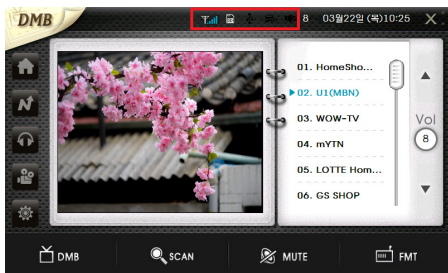 DMB
8 03월22일 (목)10:25 X
01. HomeSho...
02. U1(MBN)
03. WOW-TV
04. mYTN
05. LOTTE Hom...
06. GS SHOP
Vol
8
DMB
SCAN
MUTE
FMT